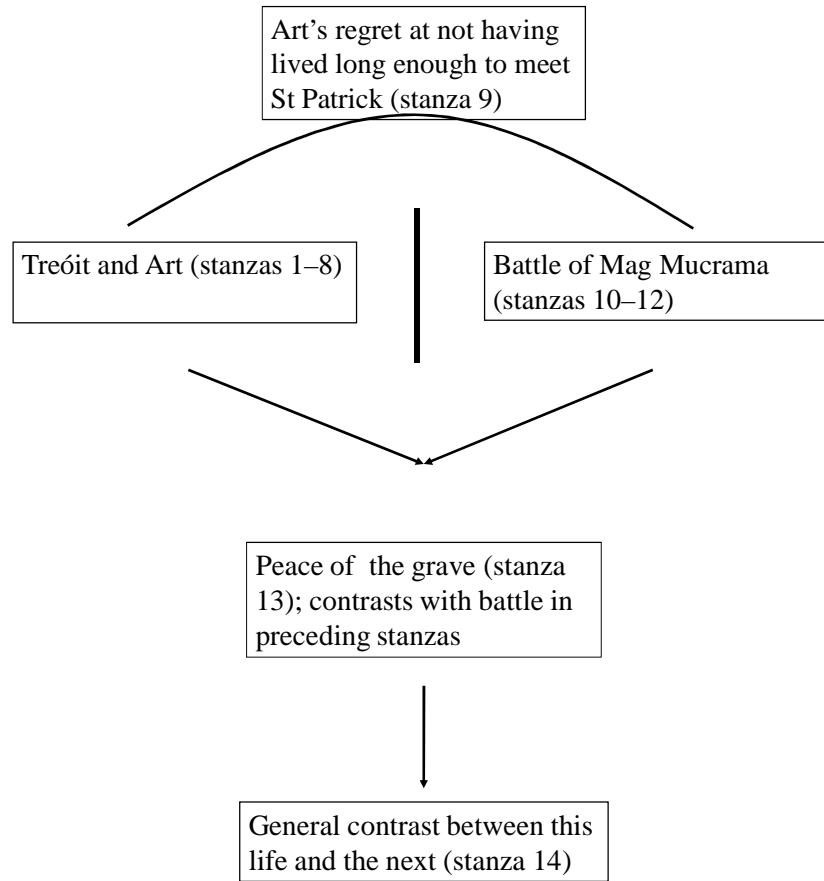 Art’s regret at not having
lived long enough to meet
St Patrick (stanza 9)
Treóit and Art (stanzas 1–8)
Battle of Mag Mucrama
(stanzas 10–12)
Peace of the grave (stanza
13); contrasts with battle in
preceding stanzas
General contrast between this
life and the next (stanza 14)